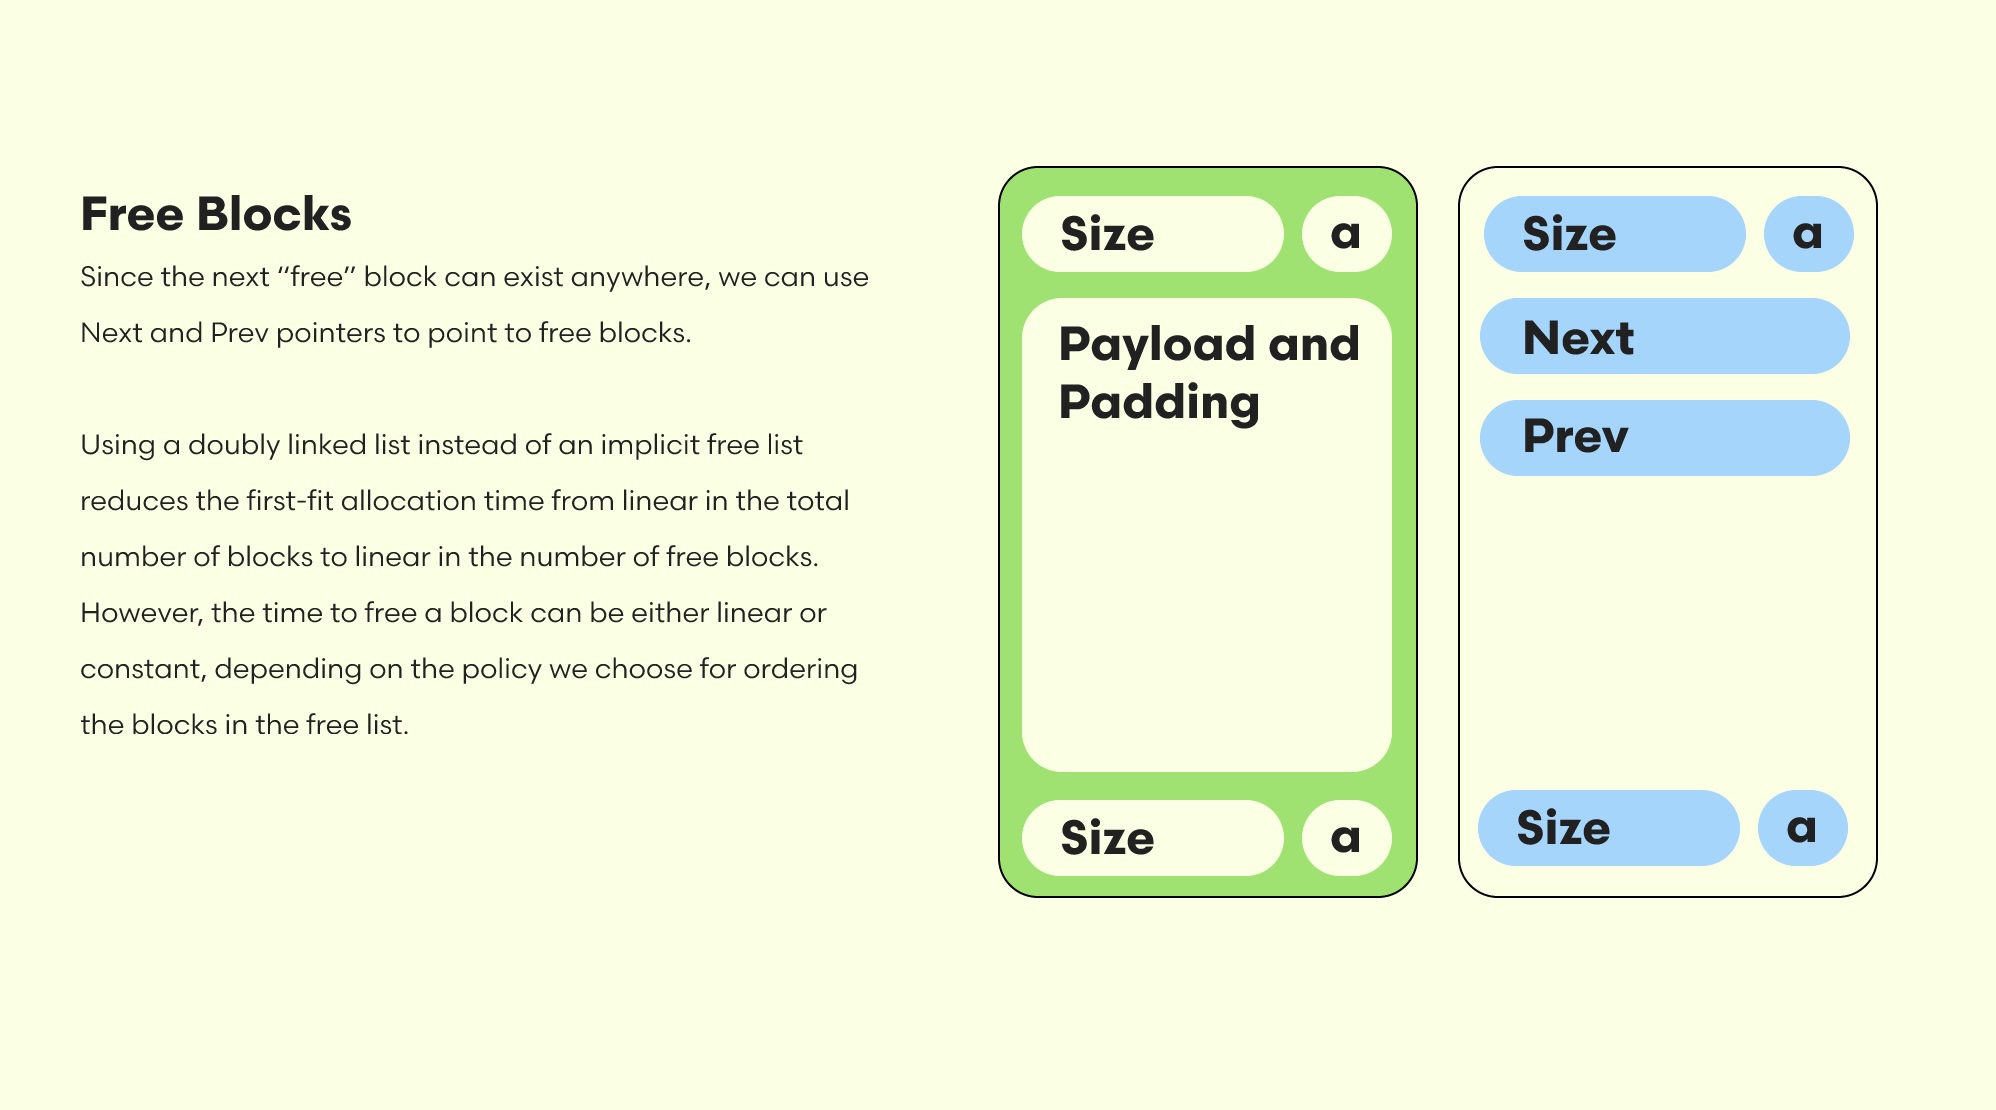 Free Blocks
Since the next “free” block can exist anywhere, we can use
Next and Prev pointers to point to free blocks.
Using a doubly linked list instead of an implicit free list
reduces the first-fit allocation time from linear in the total
number of blocks to linear in the number of free blocks.
However, the time to free a block can be either linear or
constant, depending on the policy we choose for ordering
the blocks in the free list.
Size a
Payload and
Padding
Size a
Size a
Next
Prev
Size a